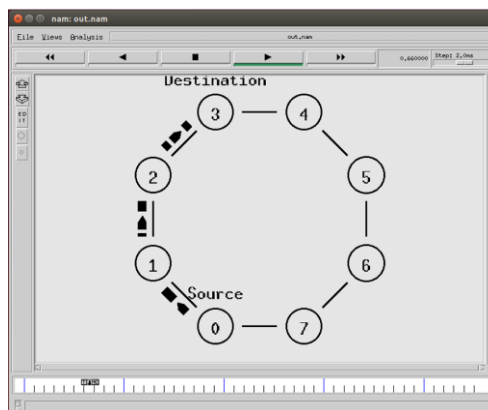 nam: out.nam
File Views Analysis out.nam
0.660000 Step: 2.0ms
Destination
3 4
2 5
1 6
Source
0 7